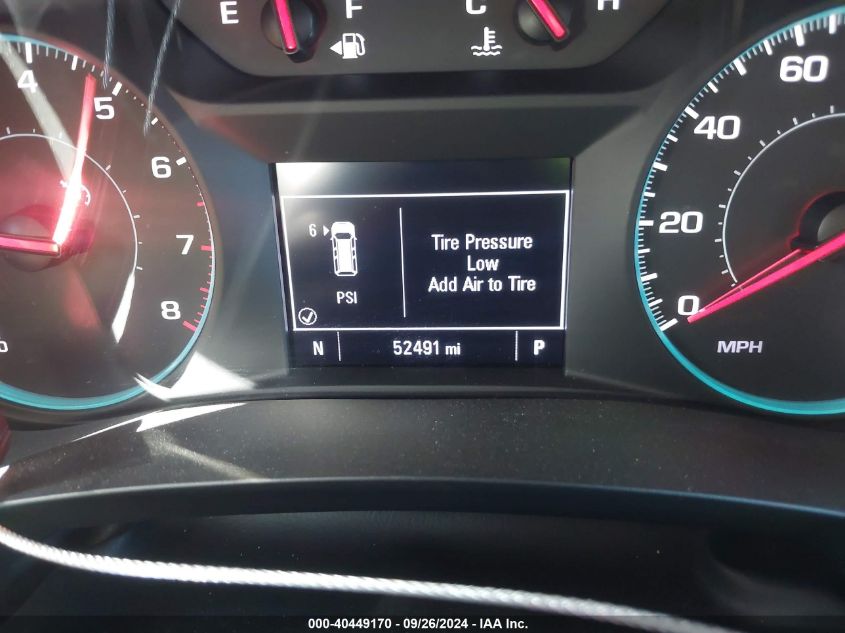 E F C H
4
5
6
7
8
0
60
40
20
0
MPH
6
PSI
Tire Pressure
Low
Add Air to Tire
N 52491 mi P
000-40449170 - 09/26/2024 - IAA Inc.